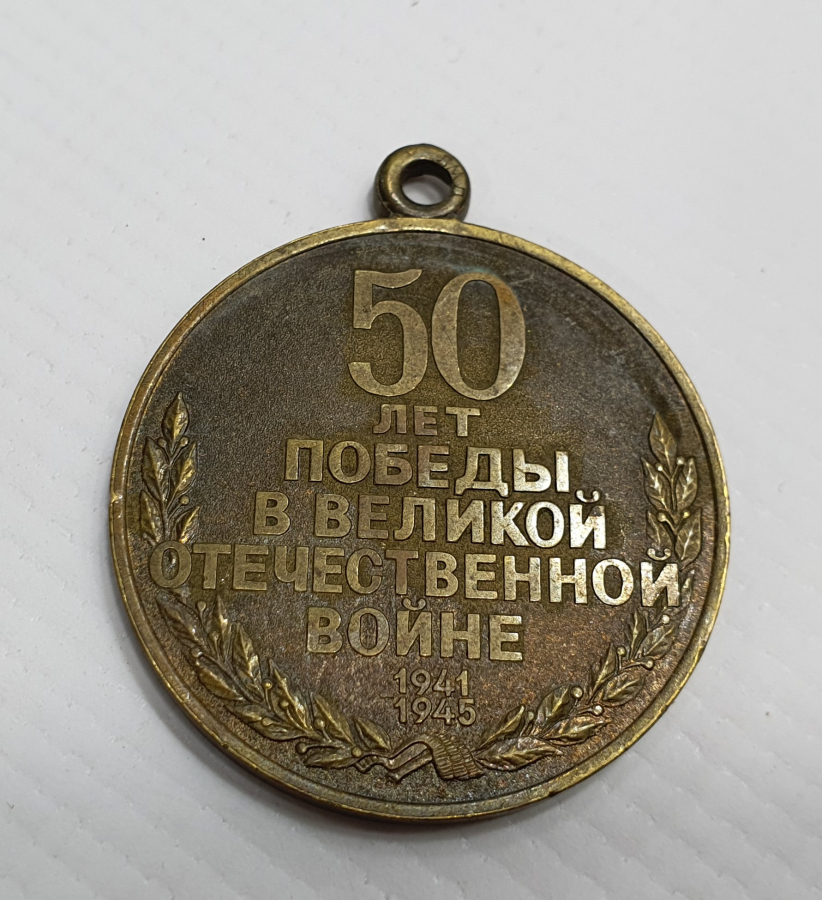 50
ЛЕТ
ПОБЕДЫ
В ВЕЛИКОЙ
ОТЕЧЕСТВЕННОЙ
ВОЙНЕ
1941
1945